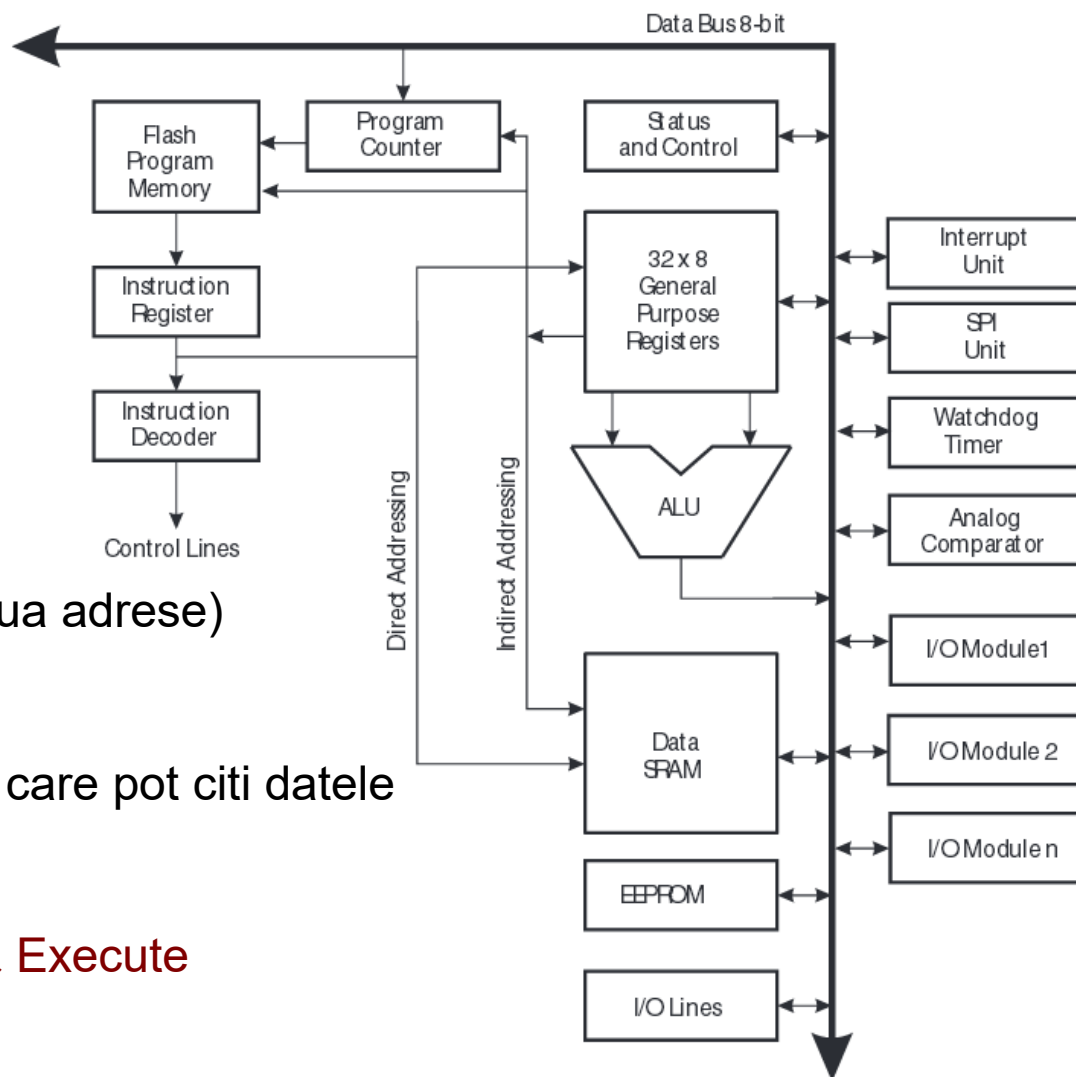 Data Bus 8-bit
Flash
Program
Memory
Program
Counter
Status
and Control
32 x 8
General
Purpose
Registers
Instruction
Register
Instruction
Decoder
Control Lines
Direct Addressing
Indirect Addressing
ALU
Interrupt
Unit
SPI
Unit
Watchdog
Timer
Analog
Comparator
ua adrese)
I/O Module1
Data
SRAM
care pot citi datele
I/O Module 2
I/O Module n
EEPROM
Execute
I/O Lines